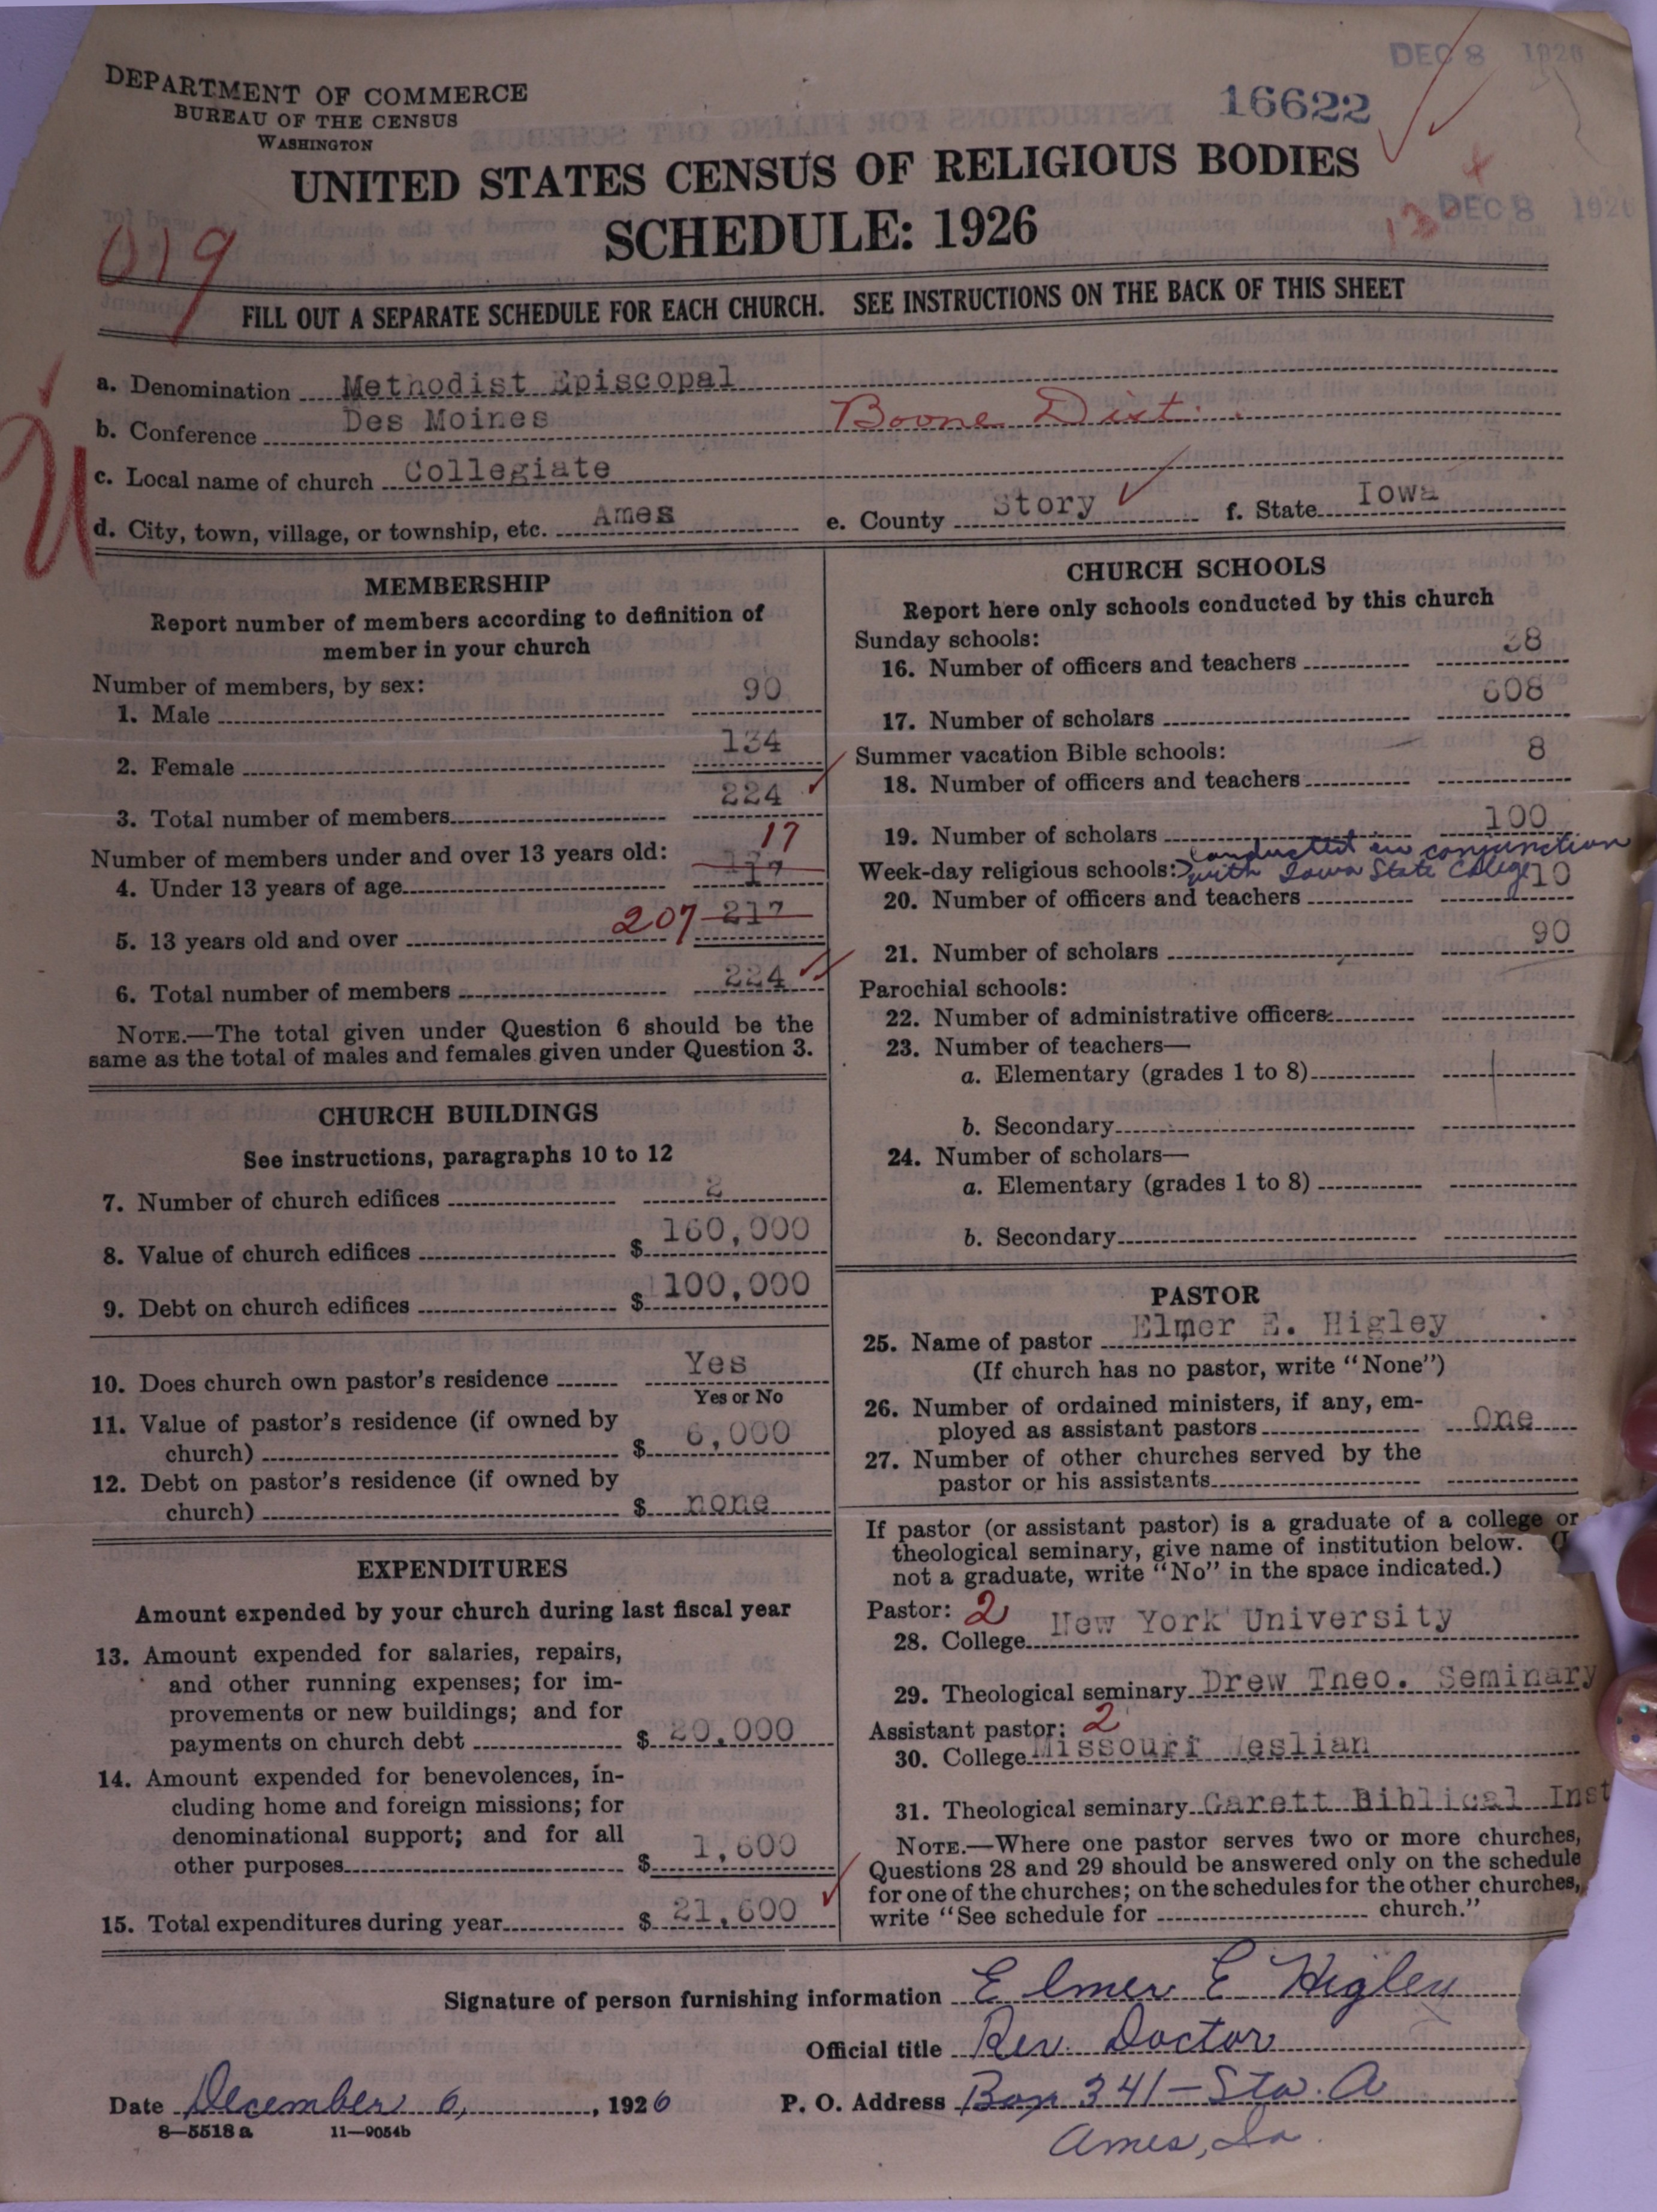 DEC 8 1926
DEPARTMENT OF COMMERCE
BUREAU OF THE CENSUS
WASHINGTON
16622
UNITED STATES CENSUS OF RELIGIOUS BODIES
SCHEDULE: 1926
DEC 8 1926
019
FILL OUT A SEPARATE SCHEDULE FOR EACH CHURCH. SEE INSTRUCTIONS ON THE BACK OF THIS SHEET
a. Denomination Methodist Episcopal
b. Conference Des Moines Boone Dist.
c. Local name of church Collegiate
d. City, town, village, or township, etc. Ames e. County Story f. State Iowa
MEMBERSHIP
Report number of members according to definition of
member in your church
Number of members, by sex:
1. Male 90
2. Female 134
3. Total number of members 224
Number of members under and over 13 years old: 17
4. Under 13 years of age 17
5. 13 years old and over 207 217
6. Total number of members 224
NOTE.—The total given under Question 6 should be the
same as the total of males and females given under Question 3.
CHURCH BUILDINGS
See instructions, paragraphs 10 to 12
7. Number of church edifices 2
8. Value of church edifices $ 160,000
9. Debt on church edifices $ 100,000
10. Does church own pastor's residence Yes
Yes or No
11. Value of pastor's residence (if owned by
church) $ 6,000
12. Debt on pastor's residence (if owned by
church) $ none
EXPENDITURES
Amount expended by your church during last fiscal year
13. Amount expended for salaries, repairs,
and other running expenses; for im-
provements or new buildings; and for
payments on church debt $ 20,000
14. Amount expended for benevolences, in-
cluding home and foreign missions; for
denominational support; and for all
other purposes $ 1,600
15. Total expenditures during year $ 21,600
CHURCH SCHOOLS
Report here only schools conducted by this church
Sunday schools:
16. Number of officers and teachers 38
17. Number of scholars 608
Summer vacation Bible schools:
18. Number of officers and teachers 8
19. Number of scholars 100
Week-day religious schools: conducted in conjunction
with Iowa State College
20. Number of officers and teachers 10
21. Number of scholars 90
Parochial schools:
22. Number of administrative officers
23. Number of teachers—
a. Elementary (grades 1 to 8)
b. Secondary
24. Number of scholars—
a. Elementary (grades 1 to 8)
b. Secondary
PASTOR
25. Name of pastor Elmer E. Higley
(If church has no pastor, write "None")
26. Number of ordained ministers, if any, em-
ployed as assistant pastors One
27. Number of other churches served by the
pastor or his assistants
If pastor (or assistant pastor) is a graduate of a college or
theological seminary, give name of institution below.
not a graduate, write "No" in the space indicated.)
Pastor: 2
28. College New York University
29. Theological seminary Drew Theo. Seminary
Assistant pastor: 2
30. College Missouri Weslian
31. Theological seminary Garett Biblical Inst
NOTE.—Where one pastor serves two or more churches,
Questions 28 and 29 should be answered only on the schedule
for one of the churches; on the schedules for the other churches,
write "See schedule for church."
Signature of person furnishing information Elmer E Higley
Official title Rev. Doctor
Date December 6, 1926 P. O. Address Box 341—Sta. A
8—5518 a 11—9054b
Ames, Ia.